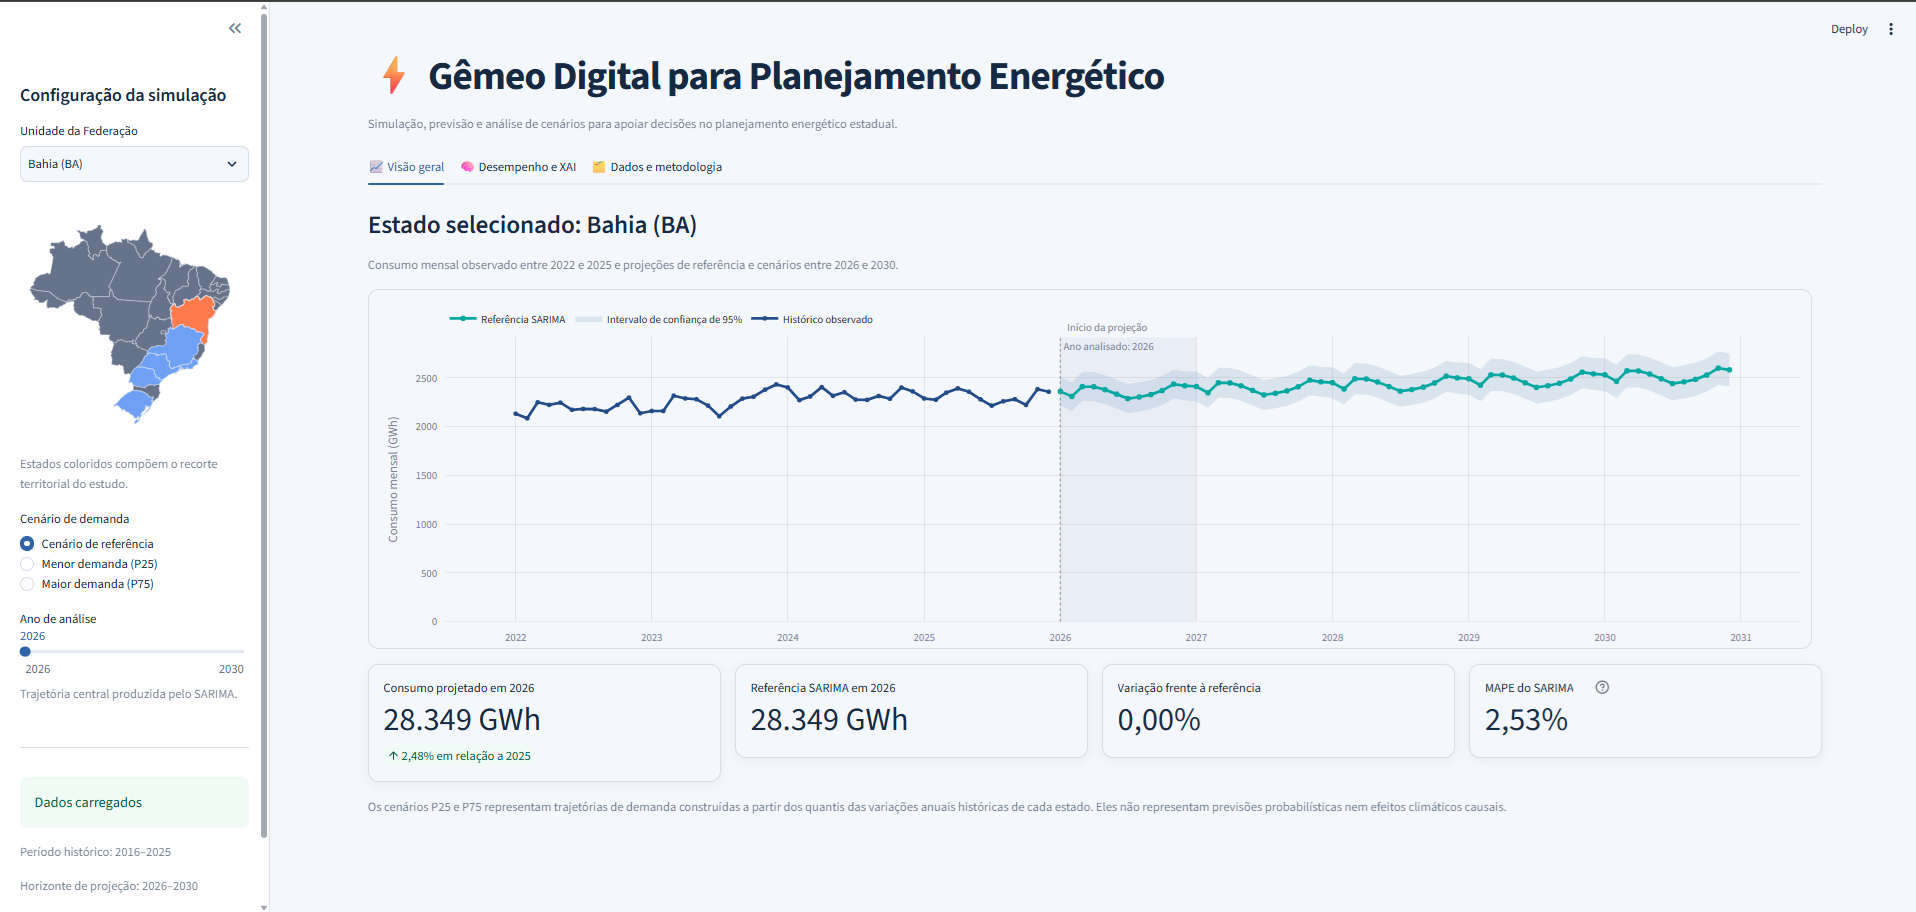 Deploy
Configuração da simulação
Unidade da Federação
Bahia (BA)
Estados coloridos compõem o recorte
territorial do estudo.
Cenário de demanda
Cenário de referência
Menor demanda (P25)
Maior demanda (P75)
Ano de análise
2026
2026 2030
Trajetória central produzida pelo SARIMA.
Dados carregados
Período histórico: 2016–2025
Horizonte de projeção: 2026–2030
Gêmeo Digital para Planejamento Energético
Simulação, previsão e análise de cenários para apoiar decisões no planejamento energético estadual.
Visão geral Desempenho e XAI Dados e metodologia
Estado selecionado: Bahia (BA)
Consumo mensal observado entre 2022 e 2025 e projeções de referência e cenários entre 2026 e 2030.
Referência SARIMA Intervalo de confiança de 95% Histórico observado
Início da projeção
Ano analisado: 2026
Consumo mensal (GWh)
2500
2000
1500
1000
500
0
2022 2023 2024 2025 2026 2027 2028 2029 2030 2031
Consumo projetado em 2026
28.349 GWh
↑ 2,48% em relação a 2025
Referência SARIMA em 2026
28.349 GWh
Variação frente à referência
0,00%
MAPE do SARIMA
2,53%
Os cenários P25 e P75 representam trajetórias de demanda construídas a partir dos quantis das variações anuais históricas de cada estado. Eles não representam previsões probabilísticas nem efeitos climáticos causais.